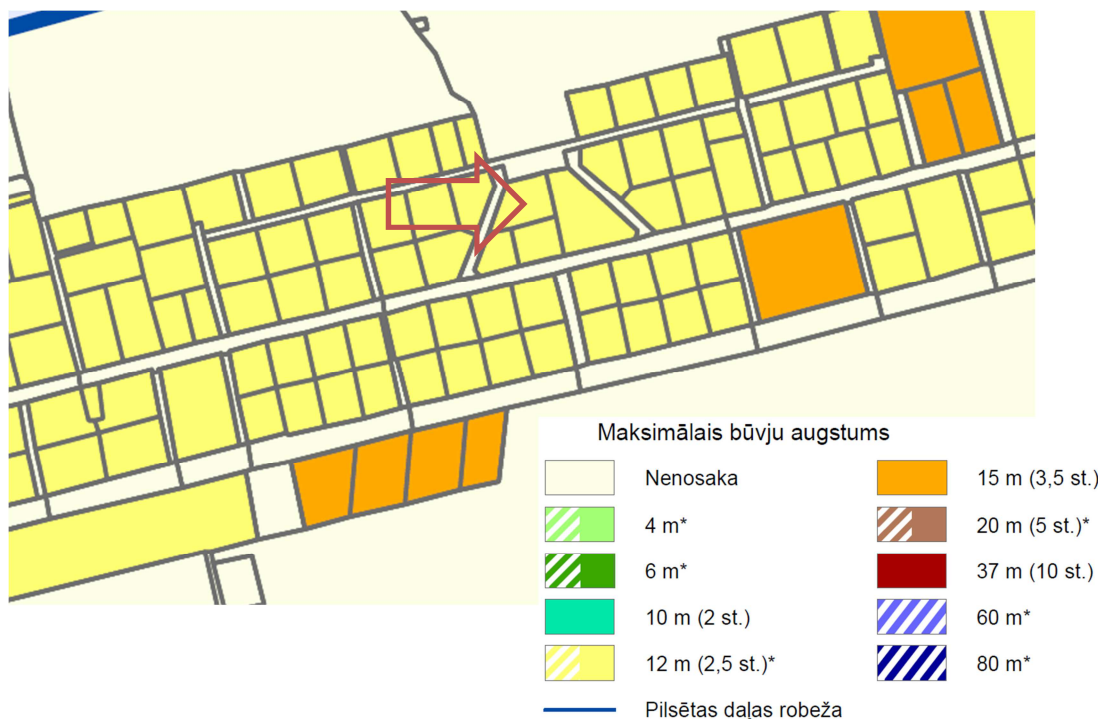 Maksimālais būvju augstums
Nenosaka
4 m*
6 m*
10 m (2 st.)
12 m (2,5 st.)*
Pilsētas daļas robeža
15 m (3,5 st.)
20 m (5 st.)*
37 m (10 st.)
60 m*
80 m*